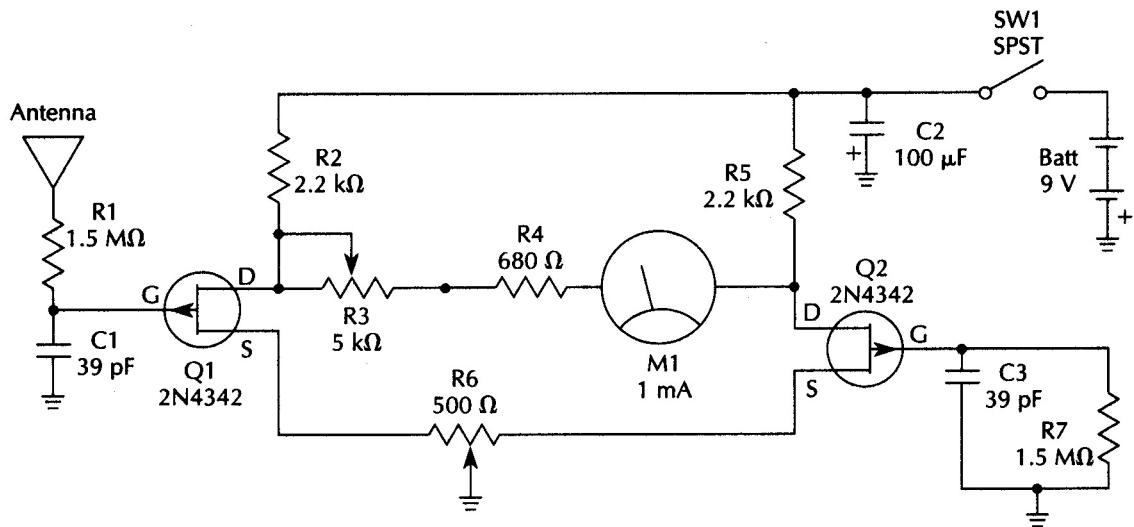 SW1
SPST
Antenna
R1
1.5 MΩ
R2
2.2 kΩ
R5
2.2 kΩ
C2
100 µF
+
Batt
9 V
+
R4
680 Ω
G
D
S
Q1
2N4342
C1
39 pF
R3
5 kΩ
M1
1 mA
R6
500 Ω
Q2
2N4342
D
G
S
C3
39 pF
R7
1.5 MΩ